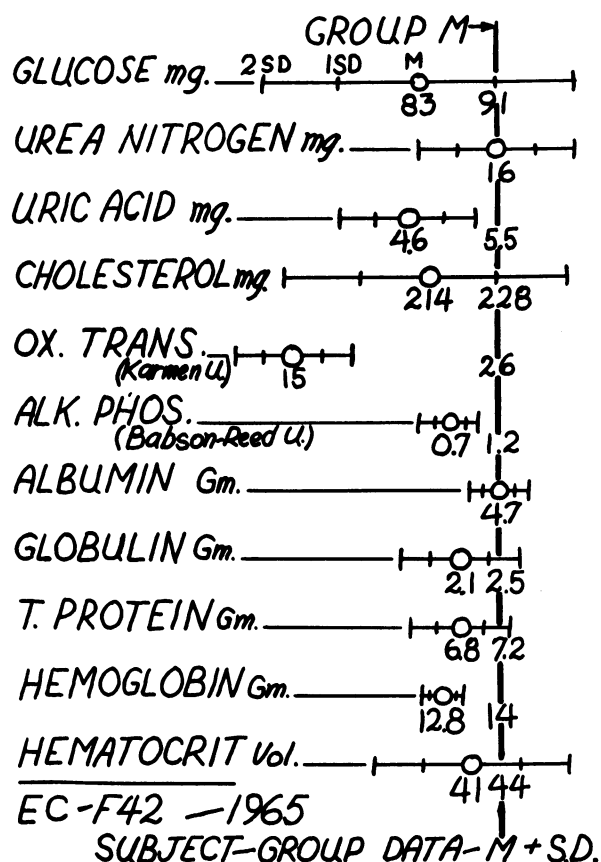 GROUP M
2SD 1SD M
GLUCOSE mg.
83 91
UREA NITROGEN mg.
16
URIC ACID mg.
4.6 5.5
CHOLESTEROL mg.
214 228
OX. TRANS.
(Karmen U.)
15 26
ALK. PHOS.
(Babson-Reed U.)
0.7 1.2
ALBUMIN Gm.
4.7
GLOBULIN Gm.
2.1 2.5
T. PROTEIN Gm.
6.8 7.2
HEMOGLOBIN Gm.
12.8 14
HEMATOCRIT Vol.
41 44
EC-F42 — 1965
SUBJECT-GROUP DATA-M + S.D.